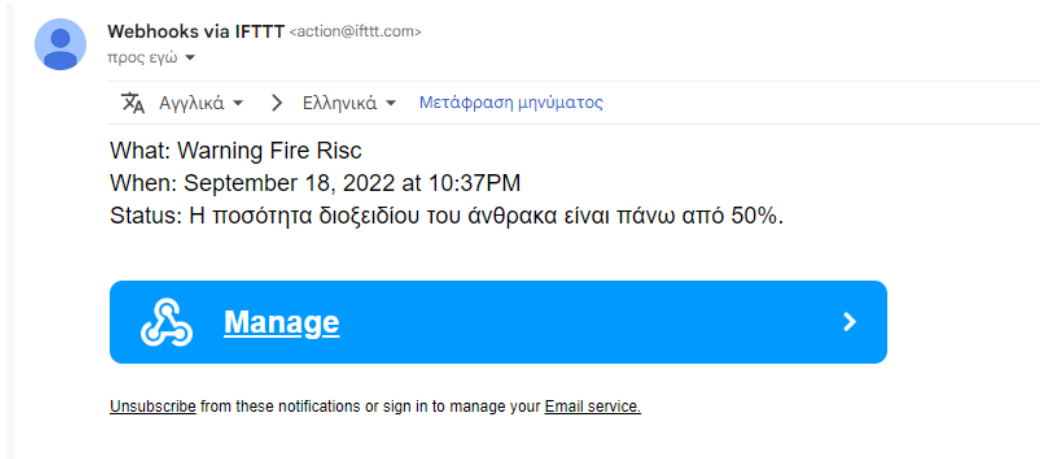 Webhooks via IFTTT <action@ifttt.com>
προς εγώ
Αγγλικά > Ελληνικά Μετάφραση μηνύματος
What: Warning Fire Risc
When: September 18, 2022 at 10:37PM
Status: Η ποσότητα διοξειδίου του άνθρακα είναι πάνω από 50%.
Manage
Unsubscribe from these notifications or sign in to manage your Email service.